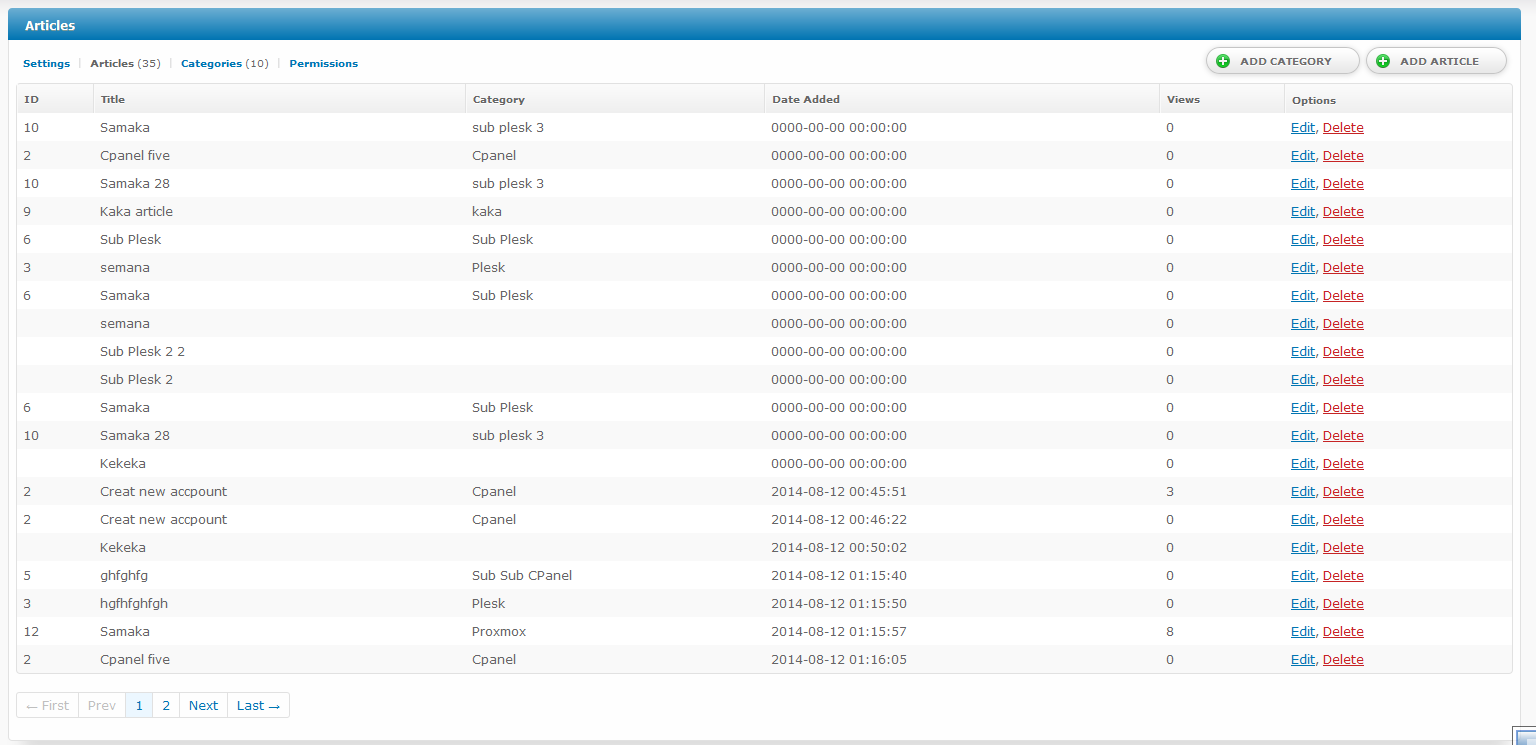 Articles
Settings | Articles (35) | Categories (10) | Permissions ADD CATEGORY ADD ARTICLE
ID Title Category Date Added Views Options
10 Samaka sub plesk 3 0000-00-00 00:00:00 0 Edit, Delete
2 Cpanel five Cpanel 0000-00-00 00:00:00 0 Edit, Delete
10 Samaka 28 sub plesk 3 0000-00-00 00:00:00 0 Edit, Delete
9 Kaka article kaka 0000-00-00 00:00:00 0 Edit, Delete
6 Sub Plesk Sub Plesk 0000-00-00 00:00:00 0 Edit, Delete
3 semana Plesk 0000-00-00 00:00:00 0 Edit, Delete
6 Samaka Sub Plesk 0000-00-00 00:00:00 0 Edit, Delete
semana 0000-00-00 00:00:00 0 Edit, Delete
Sub Plesk 2 2 0000-00-00 00:00:00 0 Edit, Delete
Sub Plesk 2 0000-00-00 00:00:00 0 Edit, Delete
6 Samaka Sub Plesk 0000-00-00 00:00:00 0 Edit, Delete
10 Samaka 28 sub plesk 3 0000-00-00 00:00:00 0 Edit, Delete
Kekeka 0000-00-00 00:00:00 0 Edit, Delete
2 Creat new accpount Cpanel 2014-08-12 00:45:51 3 Edit, Delete
2 Creat new accpount Cpanel 2014-08-12 00:46:22 0 Edit, Delete
Kekeka 2014-08-12 00:50:02 0 Edit, Delete
5 ghfghfg Sub Sub CPanel 2014-08-12 01:15:40 0 Edit, Delete
3 hgfhfghfgh Plesk 2014-08-12 01:15:50 0 Edit, Delete
12 Samaka Proxmox 2014-08-12 01:15:57 8 Edit, Delete
2 Cpanel five Cpanel 2014-08-12 01:16:05 0 Edit, Delete
← First Prev 1 2 Next Last →